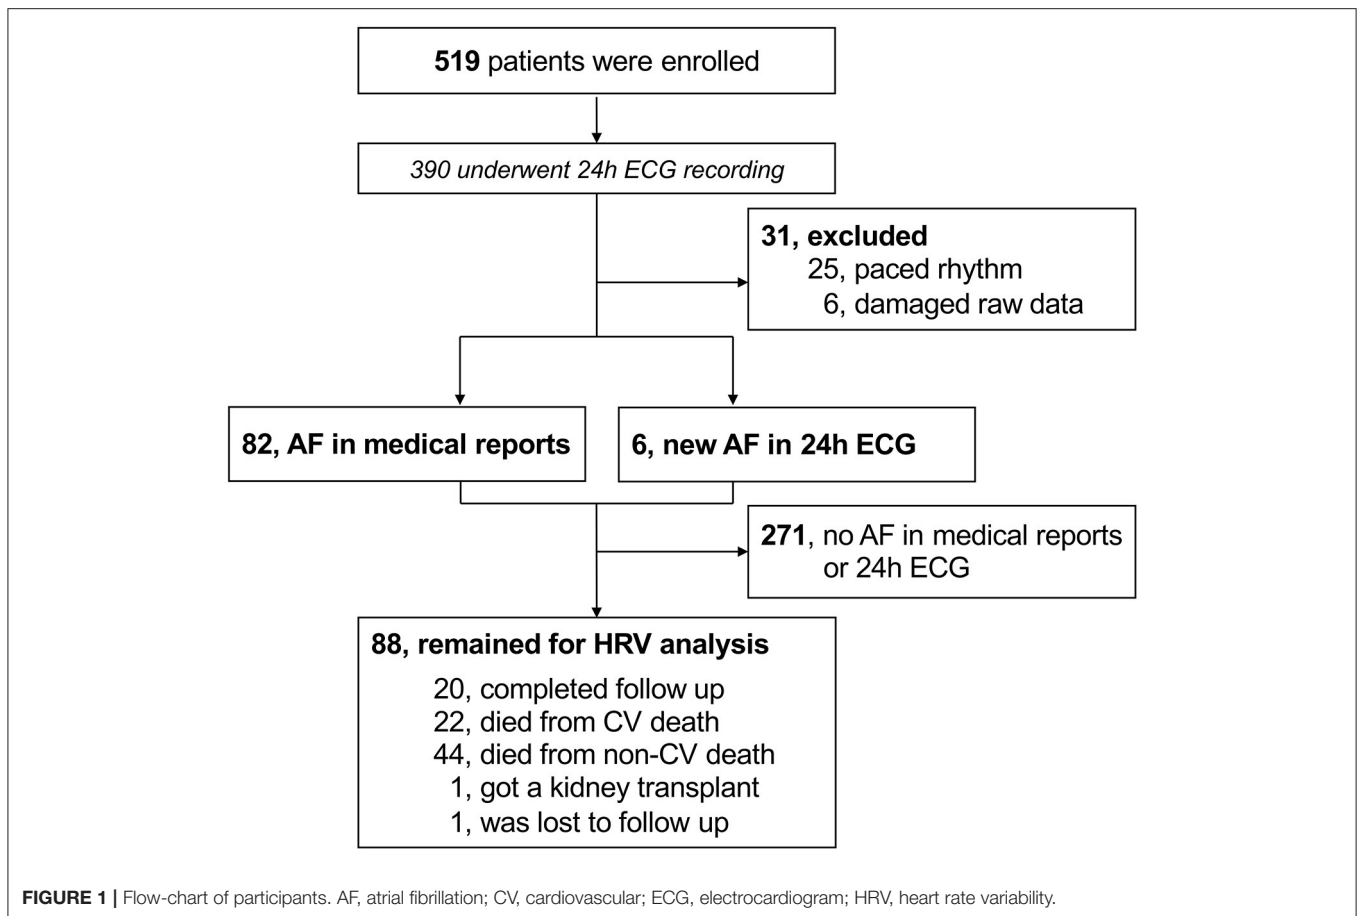 519 patients were enrolled
390 underwent 24h ECG recording
31, excluded
25, paced rhythm
6, damaged raw data
82, AF in medical reports
6, new AF in 24h ECG
271, no AF in medical reports
or 24h ECG
88, remained for HRV analysis
20, completed follow up
22, died from CV death
44, died from non-CV death
1, got a kidney transplant
1, was lost to follow up
FIGURE 1 | Flow-chart of participants. AF, atrial fibrillation; CV, cardiovascular; ECG, electrocardiogram; HRV, heart rate variability.